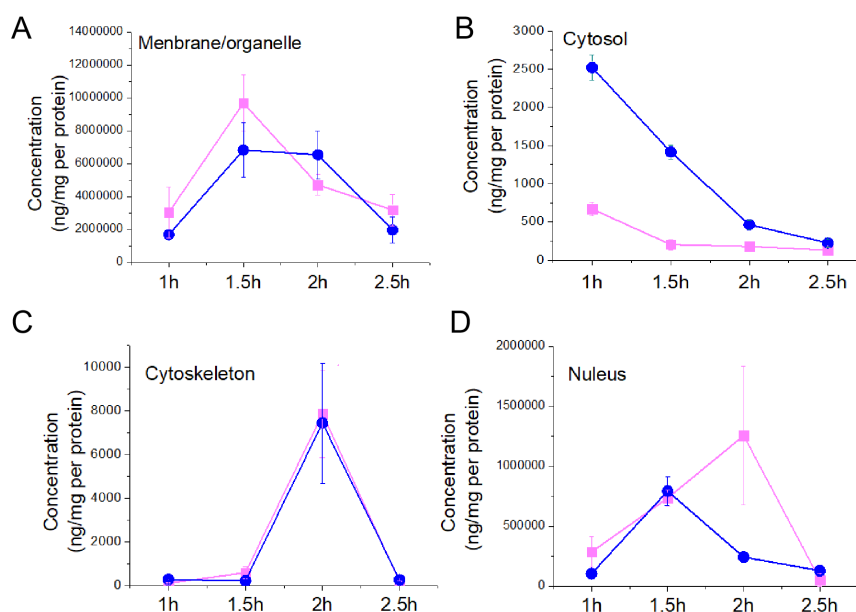 A
Menbrane/organelle
Concentration
(ng/mg per protein)
14000000
12000000
10000000
8000000
6000000
4000000
2000000
0
1h 1.5h 2h 2.5h
B
Cytosol
Concentration
(ng/mg per protein)
3000
2500
2000
1500
1000
500
0
1h 1.5h 2h 2.5h
C
Cytoskeleton
Concentration
(ng/mg per protein)
10000
8000
6000
4000
2000
0
1h 1.5h 2h 2.5h
D
Nuleus
Concentration
(ng/mg per protein)
2000000
1500000
1000000
500000
0
1h 1.5h 2h 2.5h